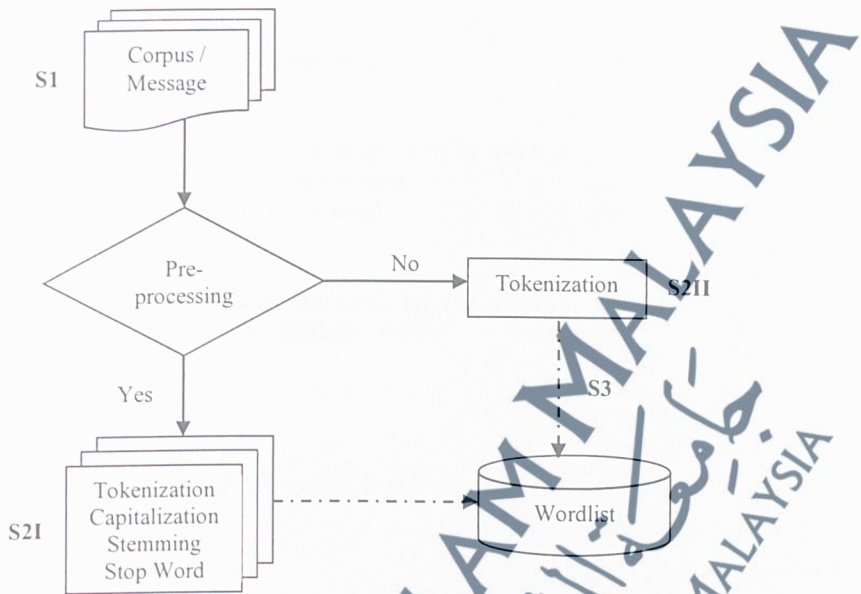 S1
Corpus /
Message
Pre-
processing
No
Tokenization
S2II
Yes
S3
S2I
Tokenization
Capitalization
Stemming
Stop Word
Wordlist
AM MALAYSIA
MALAYSIA